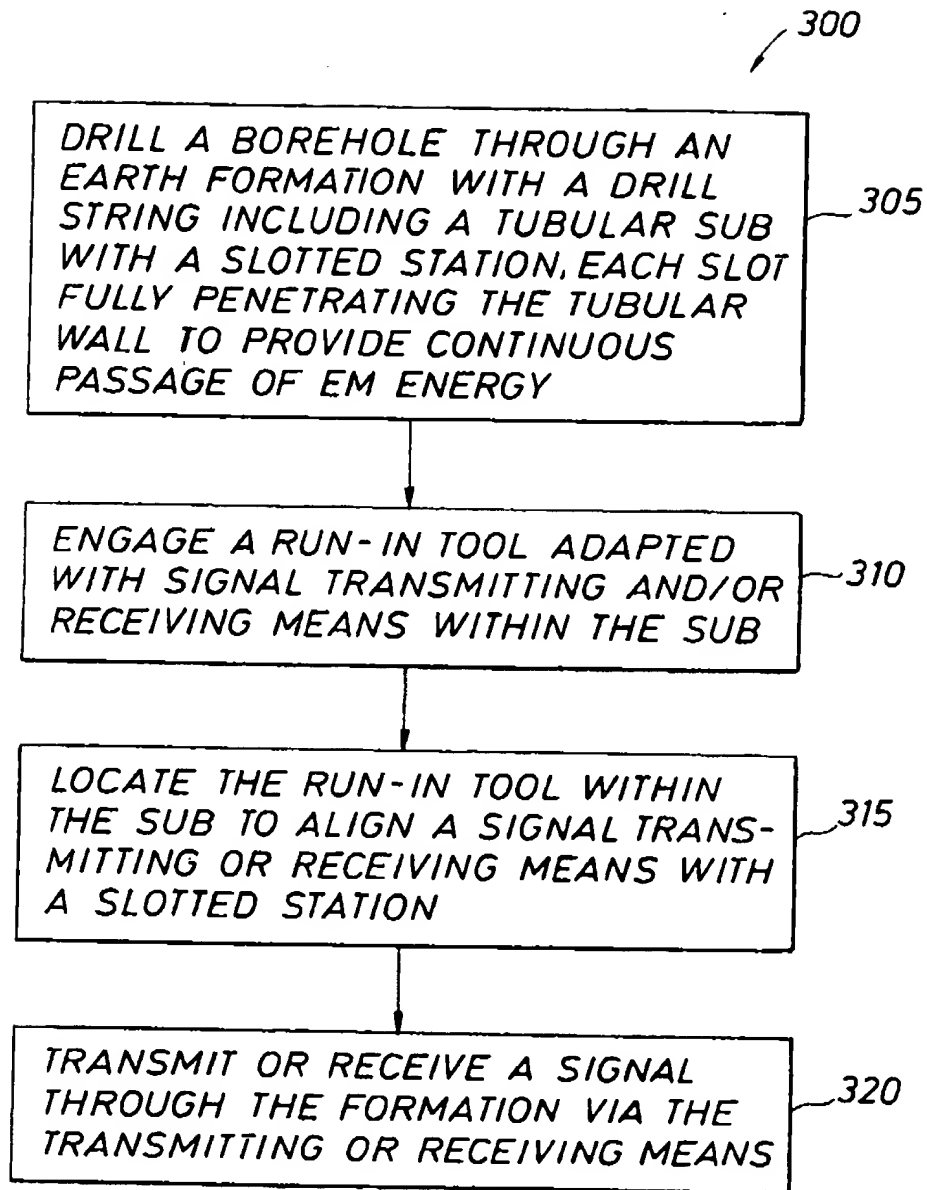 300
DRILL A BOREHOLE THROUGH AN
EARTH FORMATION WITH A DRILL
STRING INCLUDING A TUBULAR SUB
WITH A SLOTTED STATION, EACH SLOT
FULLY PENETRATING THE TUBULAR
WALL TO PROVIDE CONTINUOUS
PASSAGE OF EM ENERGY
305
ENGAGE A RUN-IN TOOL ADAPTED
WITH SIGNAL TRANSMITTING AND/OR
RECEIVING MEANS WITHIN THE SUB
310
LOCATE THE RUN-IN TOOL WITHIN
THE SUB TO ALIGN A SIGNAL TRANS-
MITTING OR RECEIVING MEANS WITH
A SLOTTED STATION
315
TRANSMIT OR RECEIVE A SIGNAL
THROUGH THE FORMATION VIA THE
TRANSMITTING OR RECEIVING MEANS
320